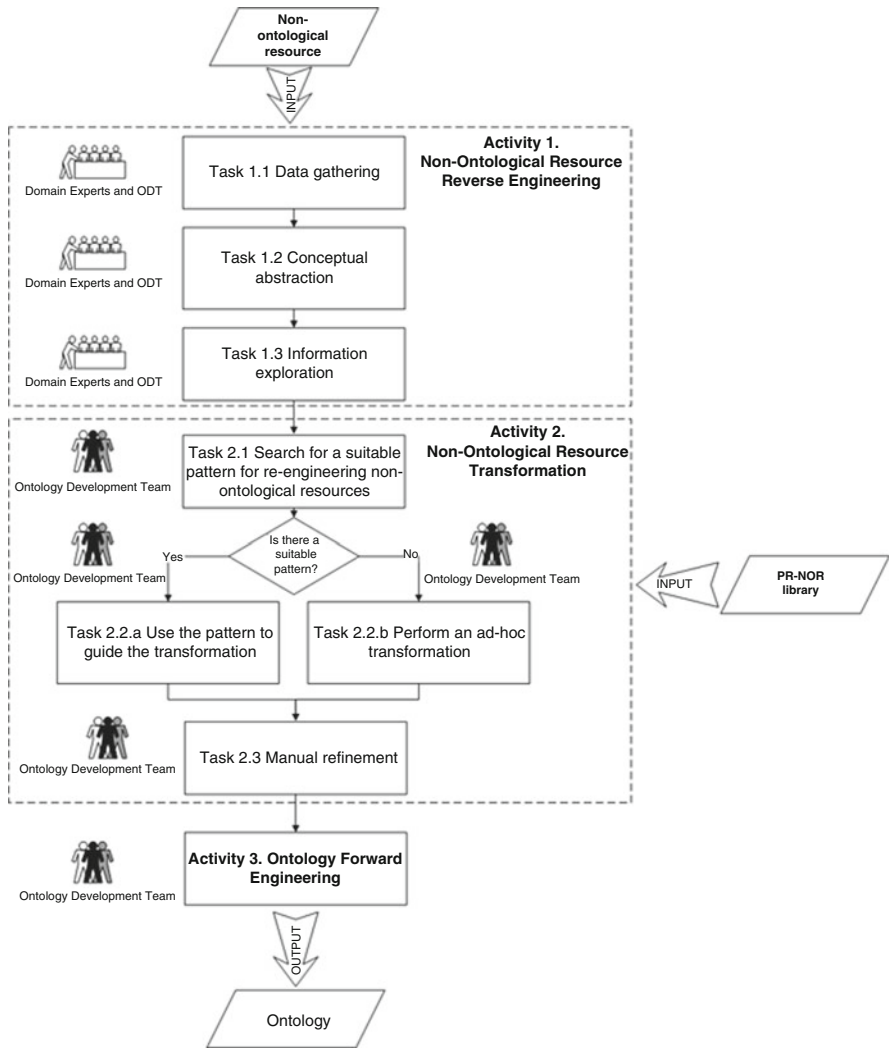 Non-
ontological
resource
INPUT
Activity 1.
Non-Ontological Resource
Reverse Engineering
Domain Experts and ODT
Task 1.1 Data gathering
Domain Experts and ODT
Task 1.2 Conceptual
abstraction
Domain Experts and ODT
Task 1.3 Information
exploration
Activity 2.
Non-Ontological Resource
Transformation
Ontology Development Team
Task 2.1 Search for a suitable
pattern for re-engineering non-
ontological resources
Ontology Development Team
Yes
Is there a
suitable
pattern?
No
Ontology Development Team
INPUT
PR-NOR
library
Task 2.2.a Use the pattern to
guide the transformation
Task 2.2.b Perform an ad-hoc
transformation
Ontology Development Team
Task 2.3 Manual refinement
Ontology Development Team
Activity 3. Ontology Forward
Engineering
OUTPUT
Ontology